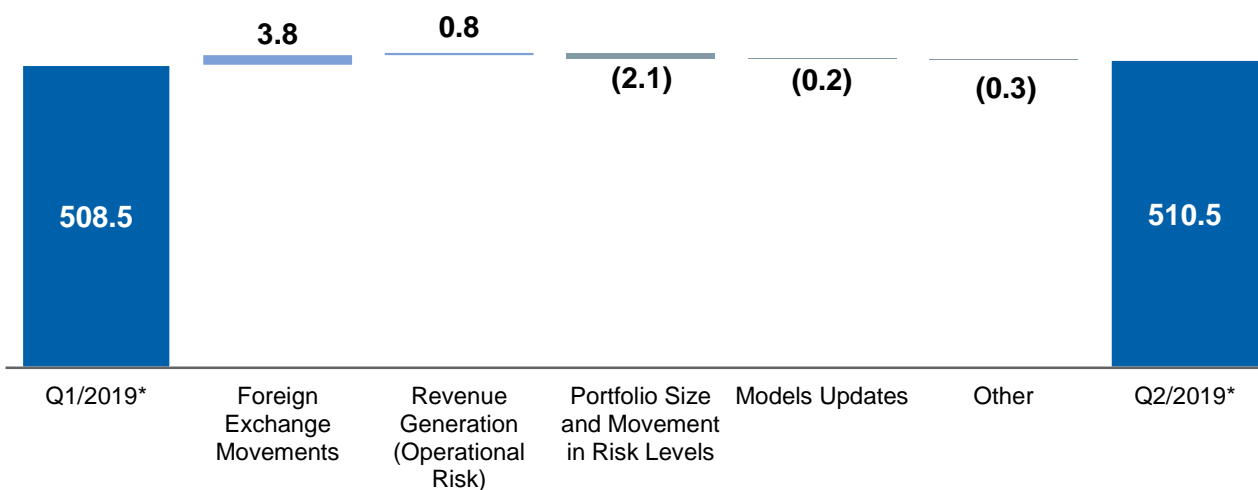 3.8
0.8
(2.1)
(0.2)
(0.3)
508.5
510.5
Q1/2019*
Foreign
Exchange
Movements
Revenue
Generation
(Operational
Risk)
Portfolio Size
and Movement
in Risk Levels
Models Updates
Other
Q2/2019*